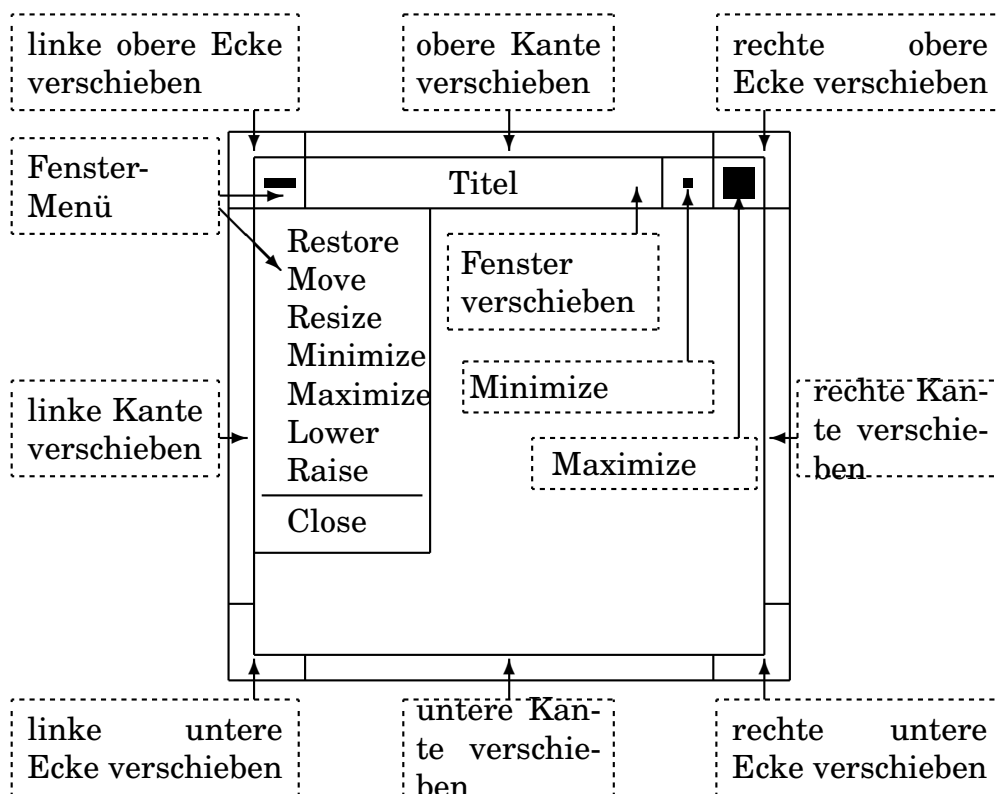 linke obere Ecke
verschieben
obere Kante
verschieben
rechte obere
Ecke verschieben
Fenster-
Menü
Titel
Restore
Move
Resize
Minimize
Maximize
Lower
Raise
Close
Fenster
verschieben
Minimize
Maximize
linke Kante
verschieben
rechte Kan-
te verschie-
ben
linke untere
Ecke verschieben
untere Kan-
te verschie-
ben
rechte untere
Ecke verschieben